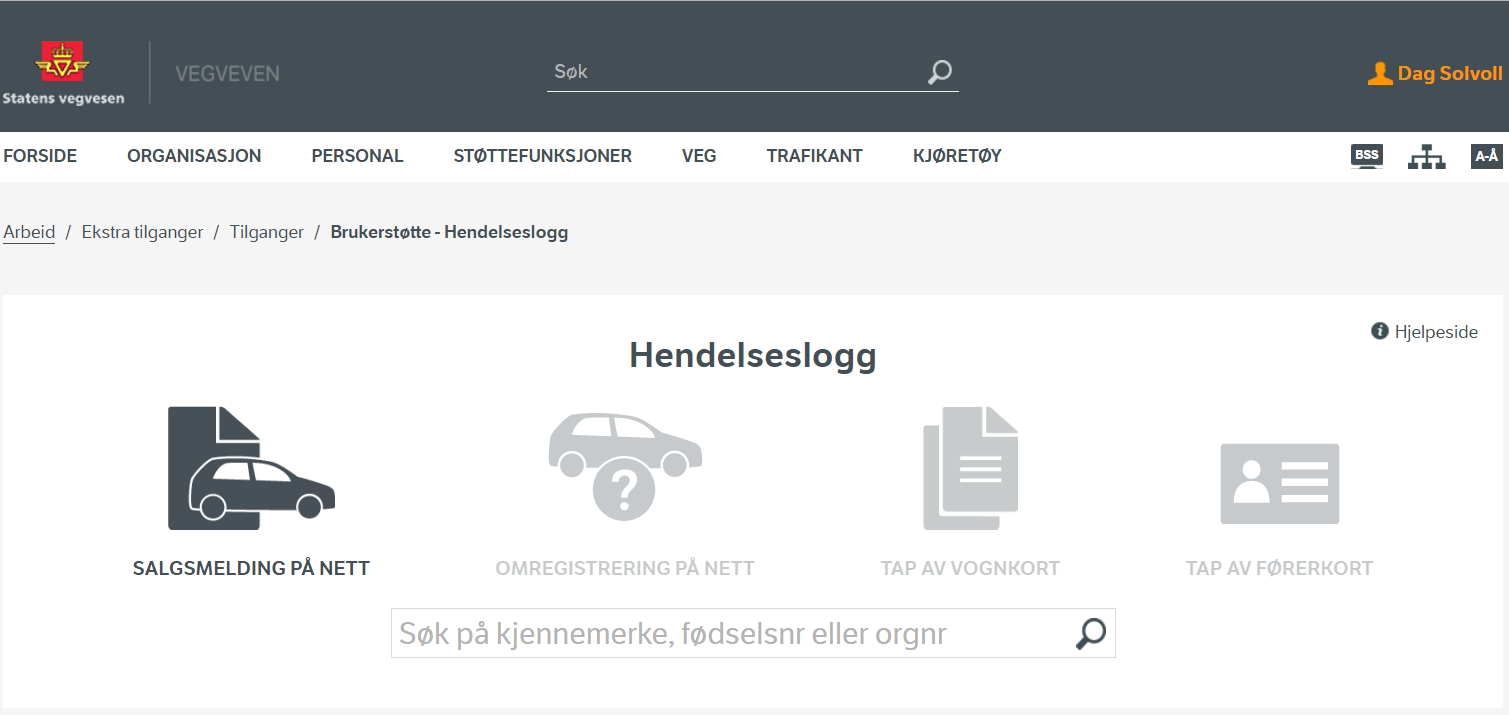 Statens vegvesen
VEGVEVEN
Søk
Dag Solvoll
FORSIDE ORGANISASJON PERSONAL STØTTEFUNKSJONER VEG TRAFIKANT KJØRETØY BSS A-Å
Arbeid / Ekstra tilganger / Tilganger / Brukerstøtte - Hendelseslogg
Hjelpeside
Hendelseslogg
?
SALGSMELDING PÅ NETT OMREGISTRERING PÅ NETT TAP AV VOGNKORT TAP AV FØRERKORT
Søk på kjennemerke, fødselsnr eller orgnr